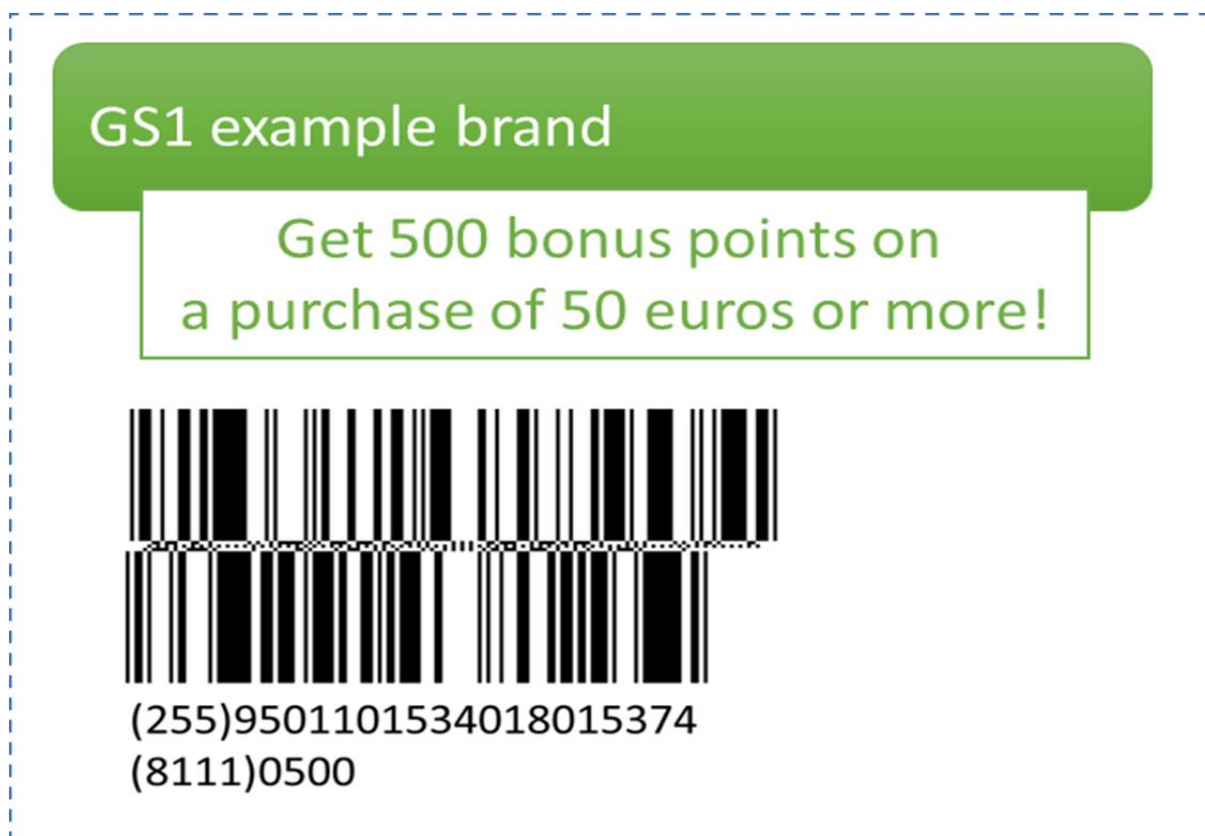 GS1 example brand
Get 500 bonus points on
a purchase of 50 euros or more!
(255)9501101534018015374
(8111)0500